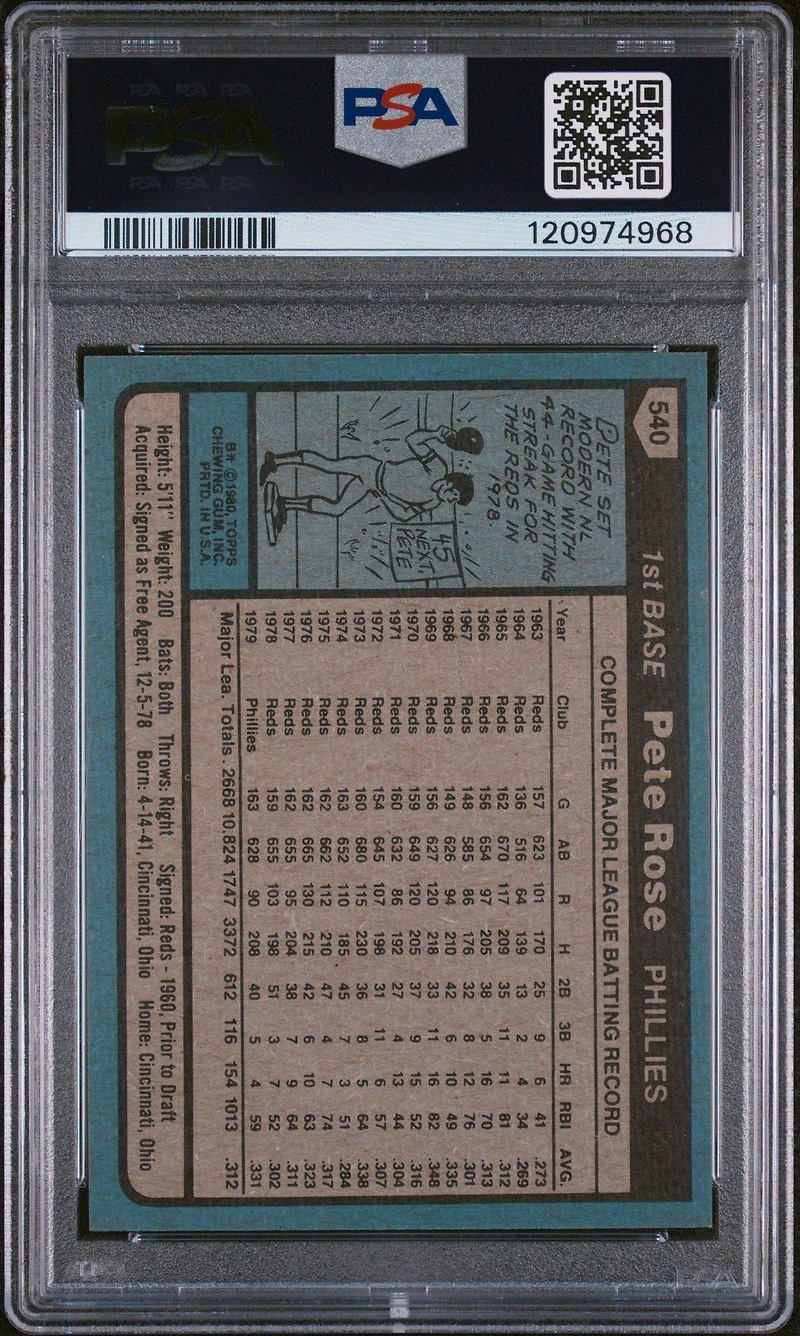 PSA PSA PSA
PSA
PSA PSA PSA
PSA
120974968
540
1st BASE Pete Rose PHILLIES
PETE SET
MODERN NL
RECORD WITH
44-GAME HITTING
STREAK FOR
THE REDS IN
1978
45
IS
NEXT,
PETE
B* © 1980, TOPPS
CHEWING GUM, INC.
PRTD. IN U.S.A.
COMPLETE MAJOR LEAGUE BATTING RECORD
Year Club G AB R H 2B 3B HR RBI AVG.
1963 Reds 157 623 101 170 25 9 6 41 .273
1964 Reds 136 516 64 139 13 2 4 34 .269
1965 Reds 162 670 117 209 35 11 11 81 .312
1966 Reds 156 654 97 205 38 5 16 70 .313
1967 Reds 148 585 86 176 32 8 12 76 .301
1968 Reds 149 626 94 210 42 6 10 49 .335
1969 Reds 156 627 120 218 33 11 16 82 .348
1970 Reds 159 649 120 205 37 9 15 52 .316
1971 Reds 160 632 86 192 27 4 13 44 .304
1972 Reds 154 645 107 198 31 11 6 57 .307
1973 Reds 160 680 115 230 36 8 5 64 .338
1974 Reds 163 652 110 185 45 7 3 51 .284
1975 Reds 162 662 112 210 47 4 7 74 .317
1976 Reds 162 665 130 215 42 6 10 63 .323
1977 Reds 162 655 95 204 38 7 9 64 .311
1978 Reds 159 655 103 198 51 3 7 52 .302
1979 Phillies 163 628 90 208 40 5 4 59 .331
Major Lea. Totals . 2668 10.824 1747 3372 612 116 154 1013 .312
Height: 5'11" Weight: 200 Bats: Both Throws: Right Signed: Reds - 1960, Prior to Draft
Acquired: Signed as Free Agent, 12-5-78 Born: 4-14-41, Cincinnati, Ohio Home: Cincinnati, Ohio
PSA